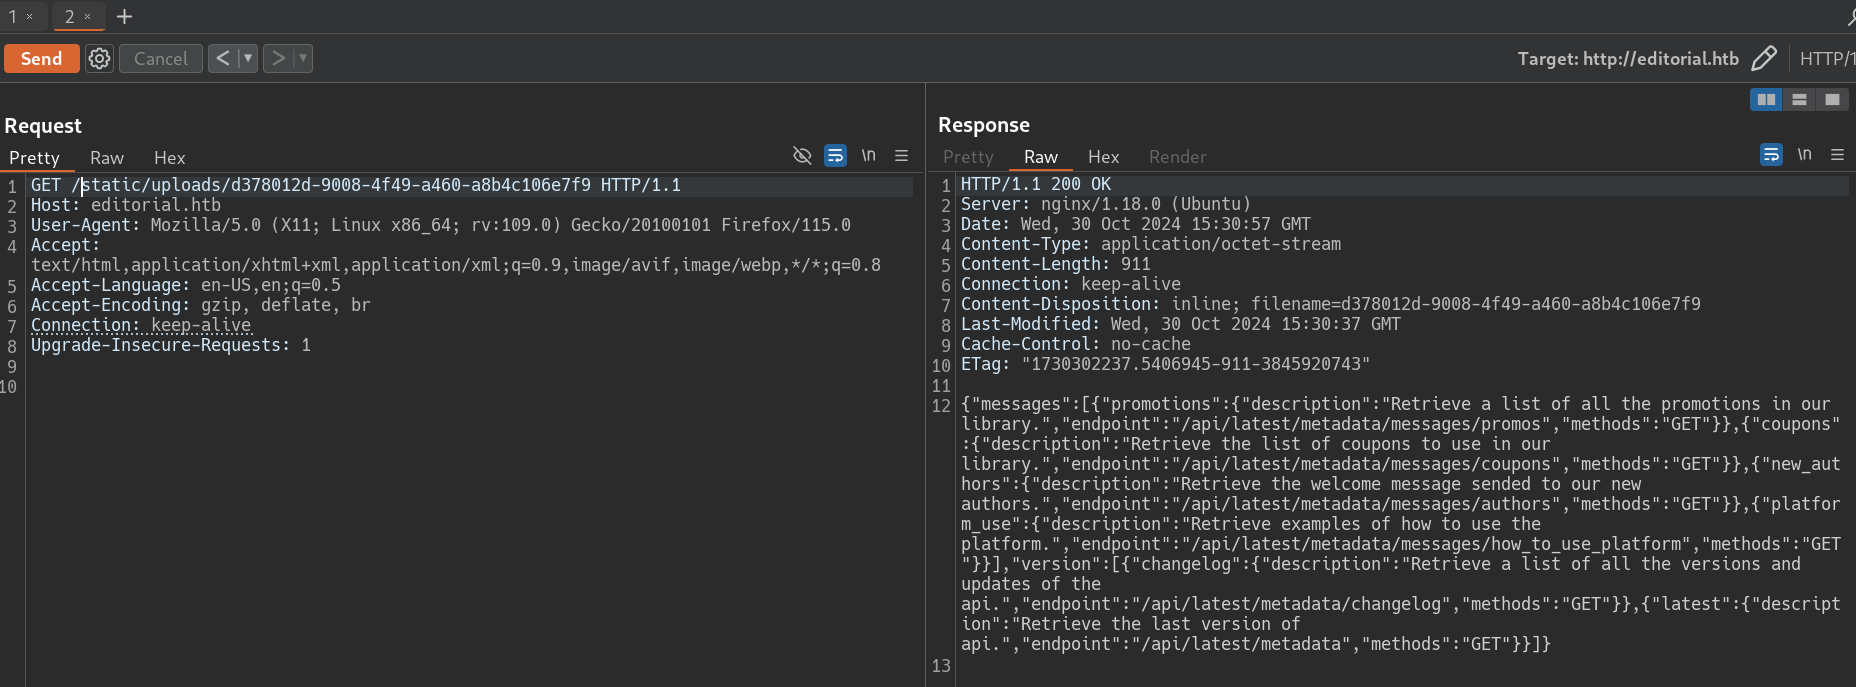 1 × 2 × +
Send Cancel < > Target: http://editorial.htb HTTP/1
Request
Pretty Raw Hex \n
1 GET /static/uploads/d378012d-9008-4f49-a460-a8b4c106e7f9 HTTP/1.1
2 Host: editorial.htb
3 User-Agent: Mozilla/5.0 (X11; Linux x86_64; rv:109.0) Gecko/20100101 Firefox/115.0
4 Accept:
text/html,application/xhtml+xml,application/xml;q=0.9,image/avif,image/webp,*/*;q=0.8
5 Accept-Language: en-US,en;q=0.5
6 Accept-Encoding: gzip, deflate, br
7 Connection: keep-alive
8 Upgrade-Insecure-Requests: 1
9
10
Response
Pretty Raw Hex Render \n
1 HTTP/1.1 200 OK
2 Server: nginx/1.18.0 (Ubuntu)
3 Date: Wed, 30 Oct 2024 15:30:57 GMT
4 Content-Type: application/octet-stream
5 Content-Length: 911
6 Connection: keep-alive
7 Content-Disposition: inline; filename=d378012d-9008-4f49-a460-a8b4c106e7f9
8 Last-Modified: Wed, 30 Oct 2024 15:30:37 GMT
9 Cache-Control: no-cache
10 ETag: "1730302237.5406945-911-3845920743"
11
12 {"messages":[{"promotions":{"description":"Retrieve a list of all the promotions in our
library.","endpoint":"/api/latest/metadata/messages/promos","methods":"GET"}},{"coupons"
:{"description":"Retrieve the list of coupons to use in our
library.","endpoint":"/api/latest/metadata/messages/coupons","methods":"GET"}},{"new_aut
hors":{"description":"Retrieve the welcome message sended to our new
authors.","endpoint":"/api/latest/metadata/messages/authors","methods":"GET"}},{"platfor
m_use":{"description":"Retrieve examples of how to use the
platform.","endpoint":"/api/latest/metadata/messages/how_to_use_platform","methods":"GET
"}}],"version":[{"changelog":{"description":"Retrieve a list of all the versions and
updates of the
api.","endpoint":"/api/latest/metadata/changelog","methods":"GET"}},{"latest":{"descript
ion":"Retrieve the last version of
api.","endpoint":"/api/latest/metadata","methods":"GET"}}]}
13